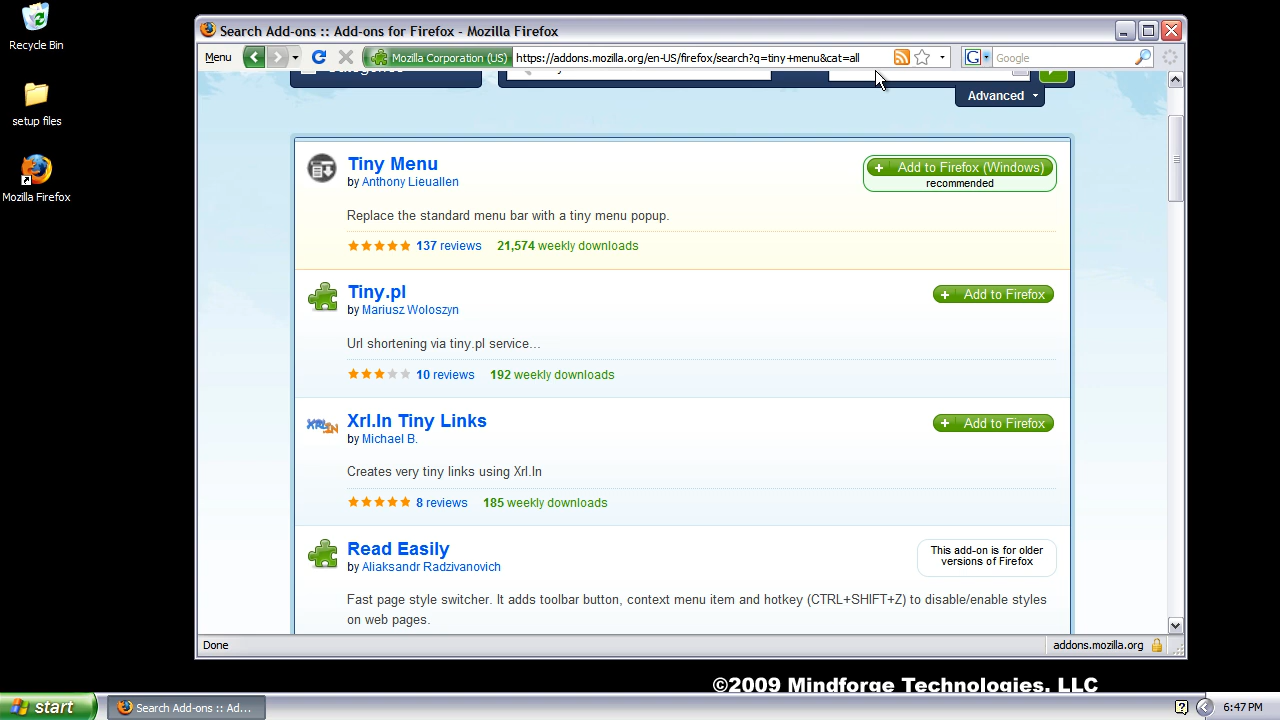 Recycle Bin
setup files
Mozilla Firefox
Search Add-ons :: Add-ons for Firefox - Mozilla Firefox
Menu
Mozilla Corporation (US)
https://addons.mozilla.org/en-US/firefox/search?q=tiny+menu&cat=all
Google
Categories
Advanced
Tiny Menu
by Anthony Lieuallen
Add to Firefox (Windows)
recommended
Replace the standard menu bar with a tiny menu popup.
137 reviews 21,574 weekly downloads
Tiny.pl
by Mariusz Woloszyn
Add to Firefox
Url shortening via tiny.pl service...
10 reviews 192 weekly downloads
XRL.IN
Xrl.In Tiny Links
by Michael B.
Add to Firefox
Creates very tiny links using Xrl.In
8 reviews 185 weekly downloads
Read Easily
by Aliaksandr Radzivanovich
This add-on is for older
versions of Firefox
Fast page style switcher. It adds toolbar button, context menu item and hotkey (CTRL+SHIFT+Z) to disable/enable styles
on web pages.
Done
addons.mozilla.org
©2009 Mindforge Technologies, LLC
start
Search Add-ons :: Ad...
6:47 PM